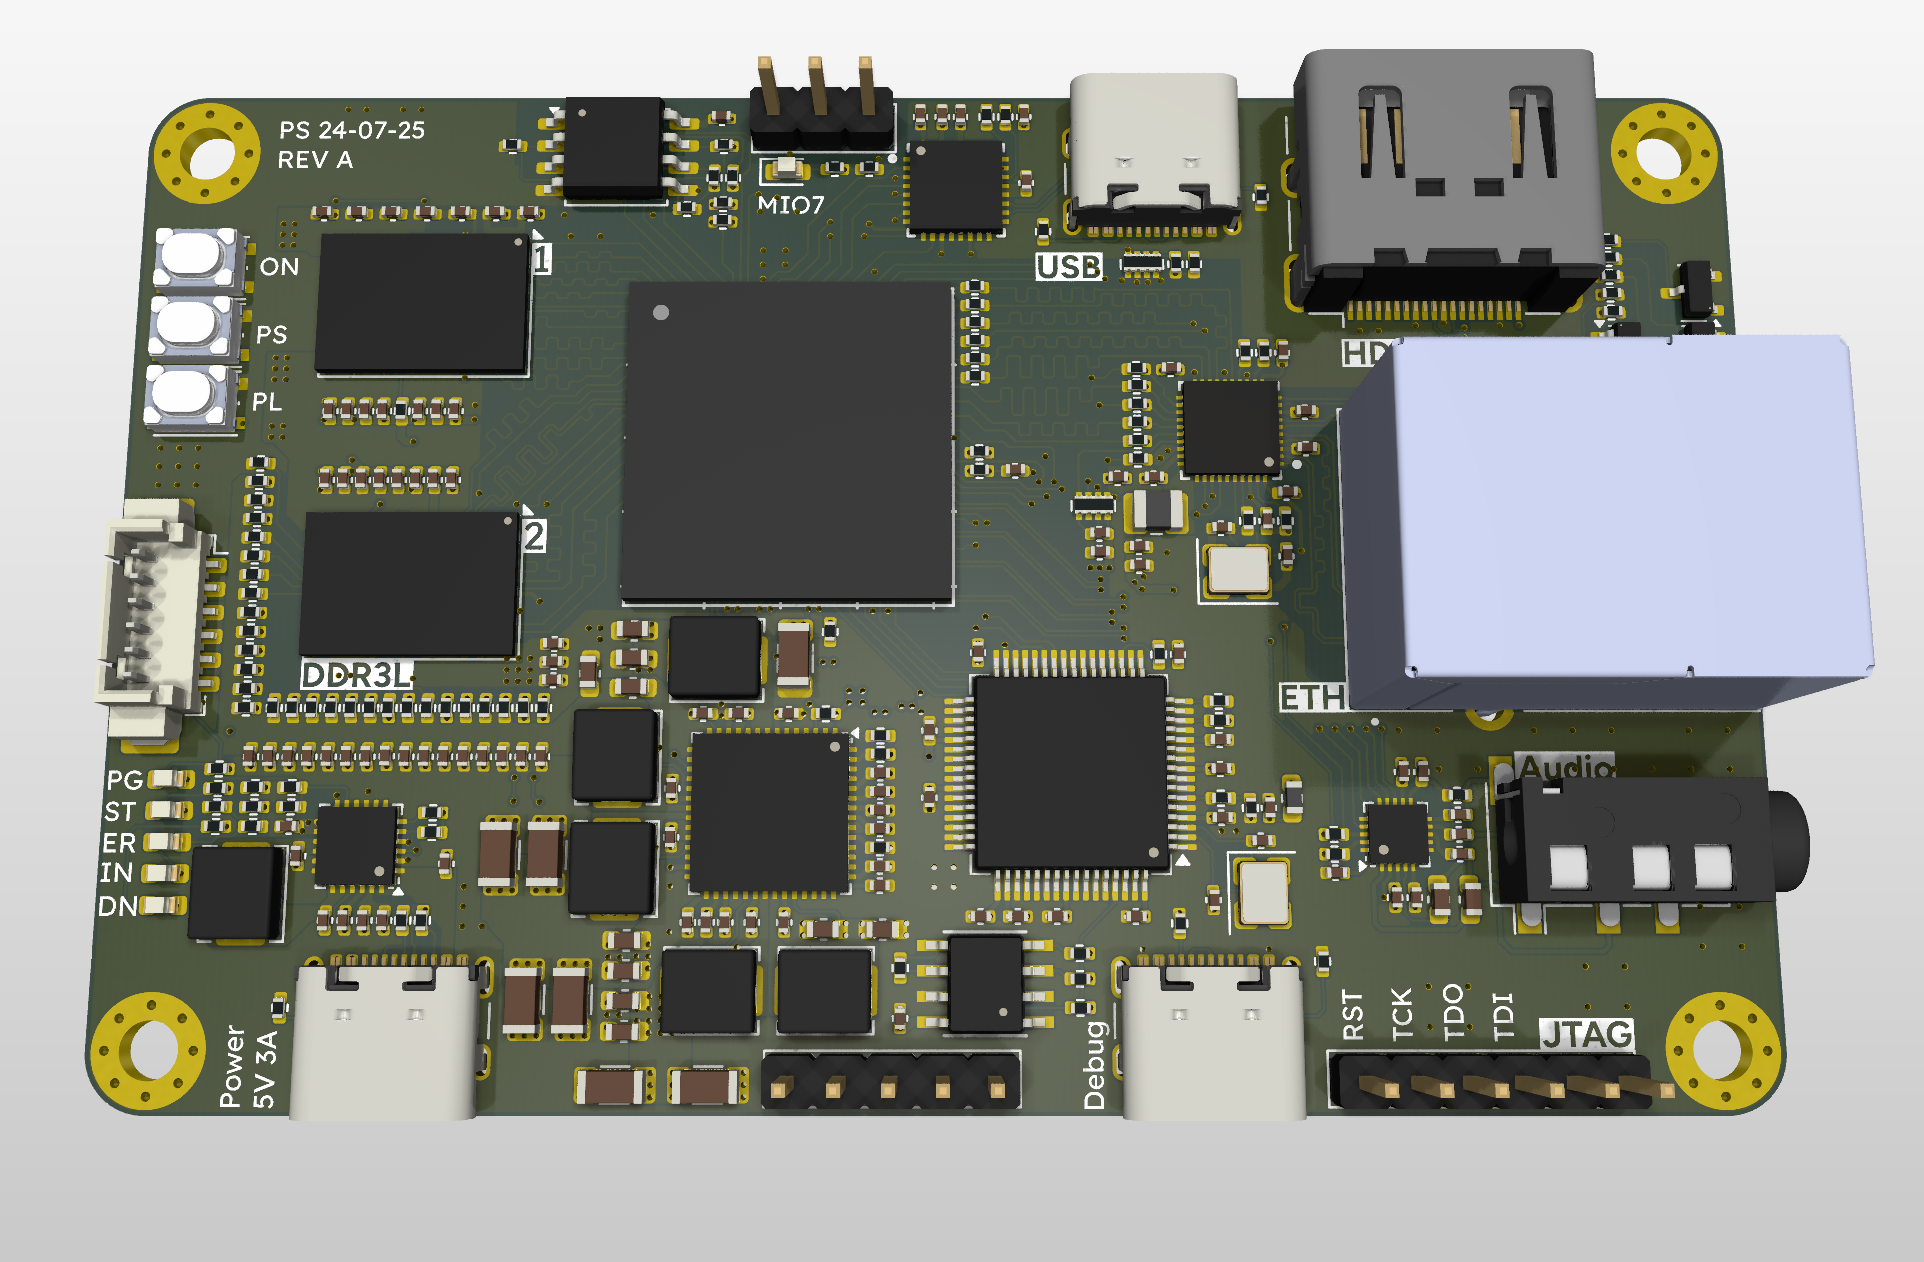 PS 24-07-25
REV A
MIO7
ON
1
USB
PS
HD
PL
2
DDR3L
ETH
Audio
PG
ST
ER
IN
DN
Power
5V 3A
Debug
RST
TCK
TDO
TDI
JTAG